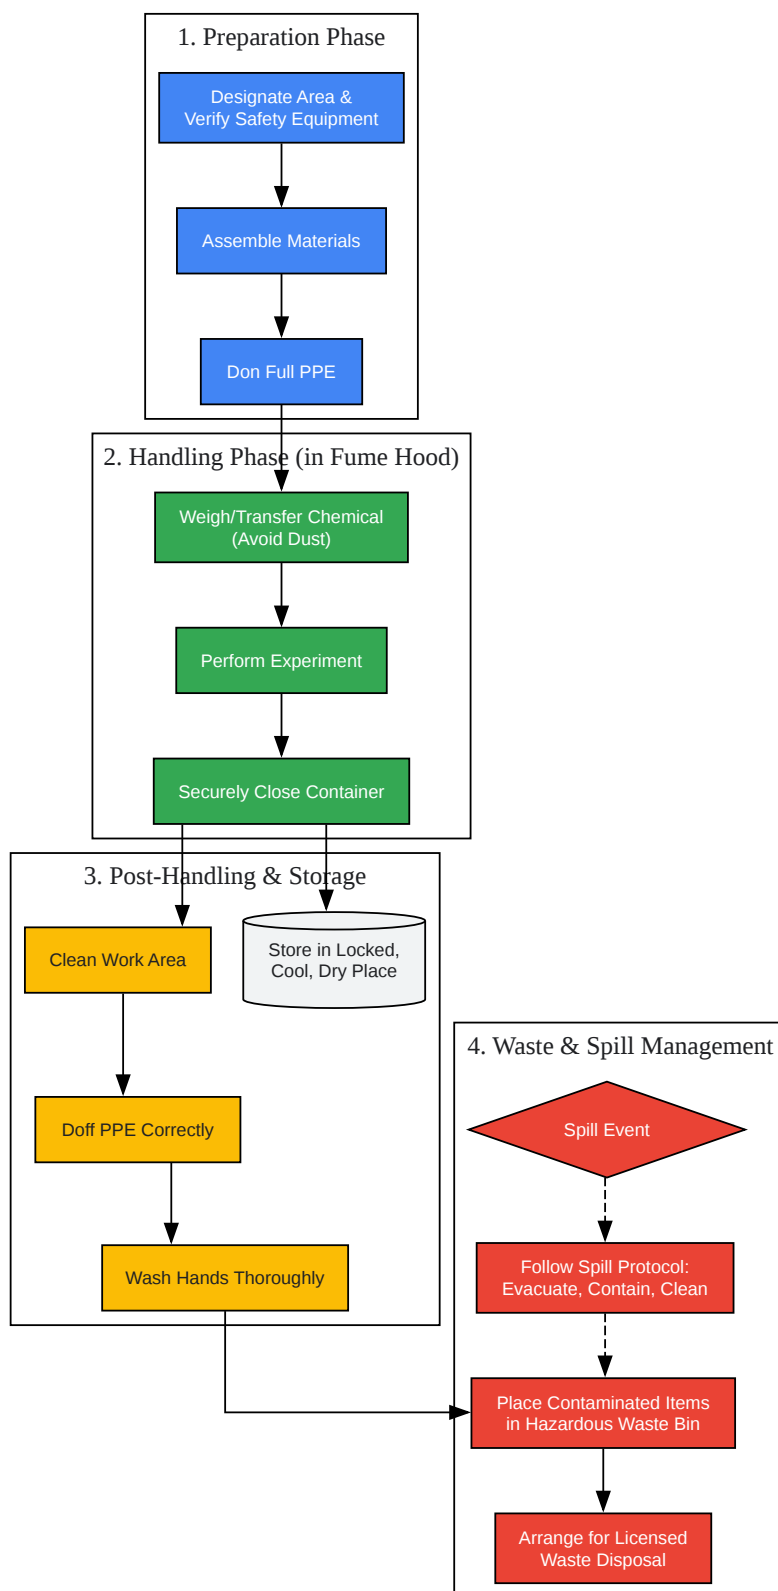 1. Preparation Phase
Designate Area &
Verify Safety Equipment
Assemble Materials
Don Full PPE
2. Handling Phase (in Fume Hood)
Weigh/Transfer Chemical
(Avoid Dust)
Perform Experiment
Securely Close Container
3. Post-Handling & Storage
Clean Work Area
Store in Locked,
Cool, Dry Place
Doff PPE Correctly
Wash Hands Thoroughly
4. Waste & Spill Management
Spill Event
Follow Spill Protocol:
Evacuate, Contain, Clean
Place Contaminated Items
in Hazardous Waste Bin
Arrange for Licensed
Waste Disposal